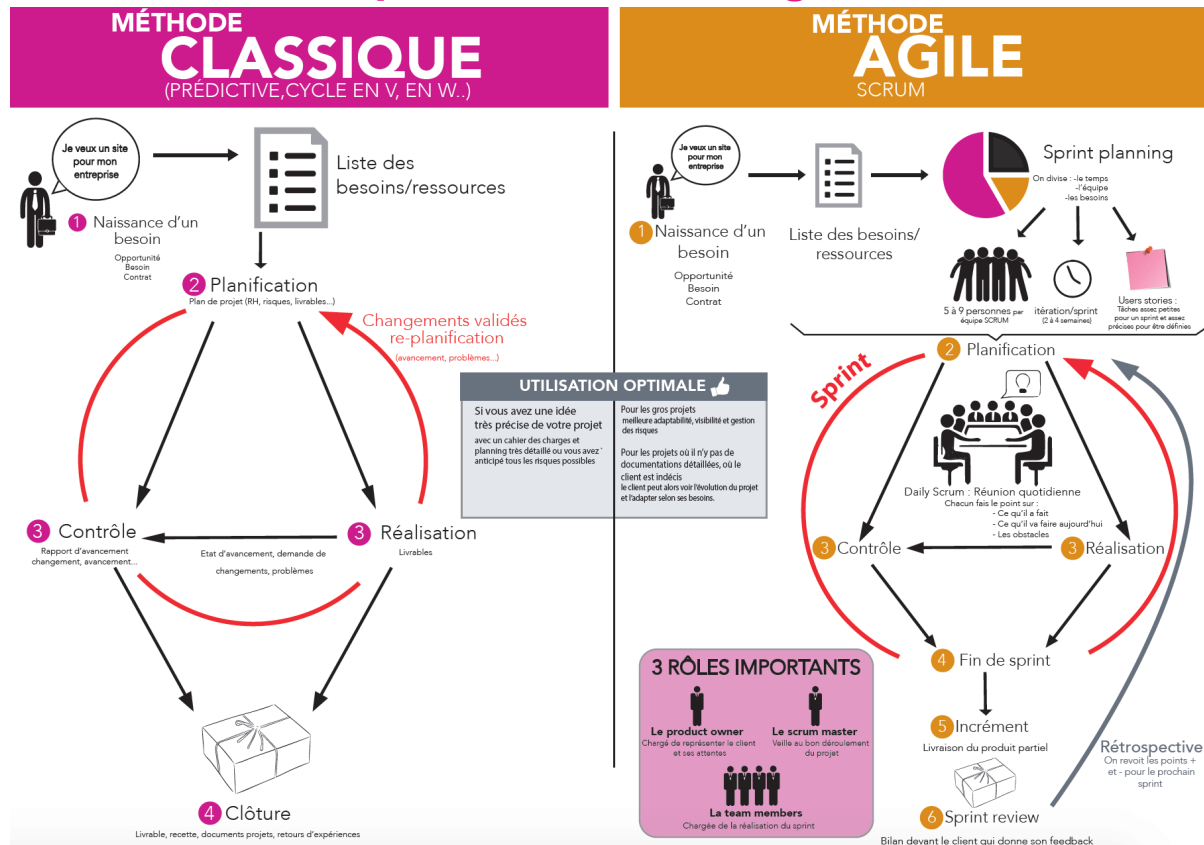 MÉTHODE
CLASSIQUE
(PRÉDICTIVE,CYCLE EN V, EN W..)
Je veux un site
pour mon
entreprise
Liste des
besoins/ressources
1 Naissance d'un
besoin
Opportunité
Besoin
Contrat
2 Planification
Plan de projet (RH, risques, livrables...)
Changements validés
re-planification
(avancement, problèmes...)
3 Contrôle
Rapport d'avancement
changement, avancement...
Etat d'avancement, demande de
changements, problèmes
3 Réalisation
Livrables
4 Clôture
Livrable, recette, documents projets, retours d'expériences
UTILISATION OPTIMALE
Si vous avez une idée
très précise de votre projet
avec un cahier des charges et
planning très détaillé ou vous avez '
anticipé tous les risques possibles
Pour les gros projets
meilleure adaptabilité, visibilité et gestion
des risques
Pour les projets où il n'y pas de
documentations détaillées, où le
client est indécis
le client peut alors voir l'évolution du projet
et l'adapter selon ses besoins.
MÉTHODE
AGILE
SCRUM
Je veux un site
pour mon
entreprise
1 Naissance d'un
besoin
Opportunité
Besoin
Contrat
Liste des besoins/
ressources
Sprint planning
On divise : -le temps
-l'équipe
-les besoins
5 à 9 personnes par
équipe SCRUM
itération/sprint
(2 à 4 semaines)
Users stories :
Tâches assez petites
pour un sprint et assez
précises pour être définies
2 Planification
Sprint
Daily Scrum : Réunion quotidienne
Chacun fais le point sur :
- Ce qu'il a fait
- Ce qu'il va faire aujourd'hui
- Les obstacles
3 Contrôle
3 Réalisation
4 Fin de sprint
5 Incrément
Livraison du produit partiel
6 Sprint review
Bilan devant le client qui donne son feedback
Rétrospective
On revoit les points +
et - pour le prochain
sprint
3 RÔLES IMPORTANTS
Le product owner
Chargé de représenter le client
et ses attentes
Le scrum master
Veille au bon déroulement
du projet
La team members
Chargée de la réalisation du sprint